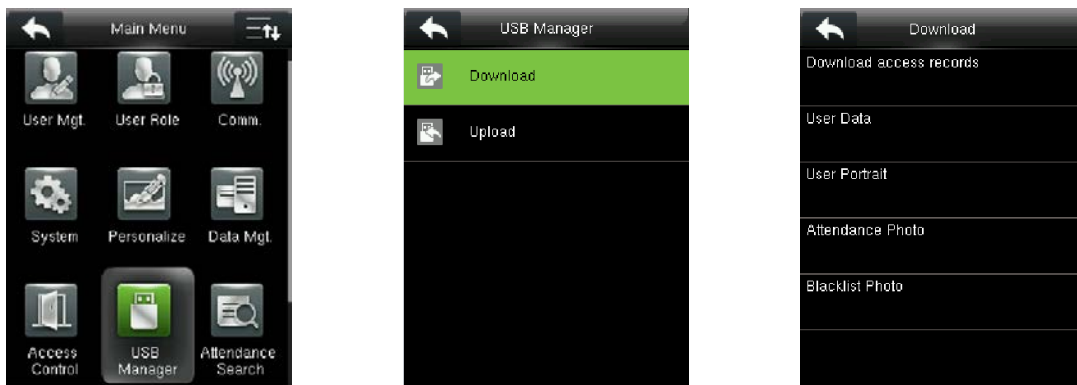 Main Menu
User Mgt.
User Role
Comm.
System
Personalize
Data Mgt.
Access
Control
USB
Manager
Attendance
Search
USB Manager
Download
Upload
Download
Download access records
User Data
User Portrait
Attendance Photo
Blacklist Photo